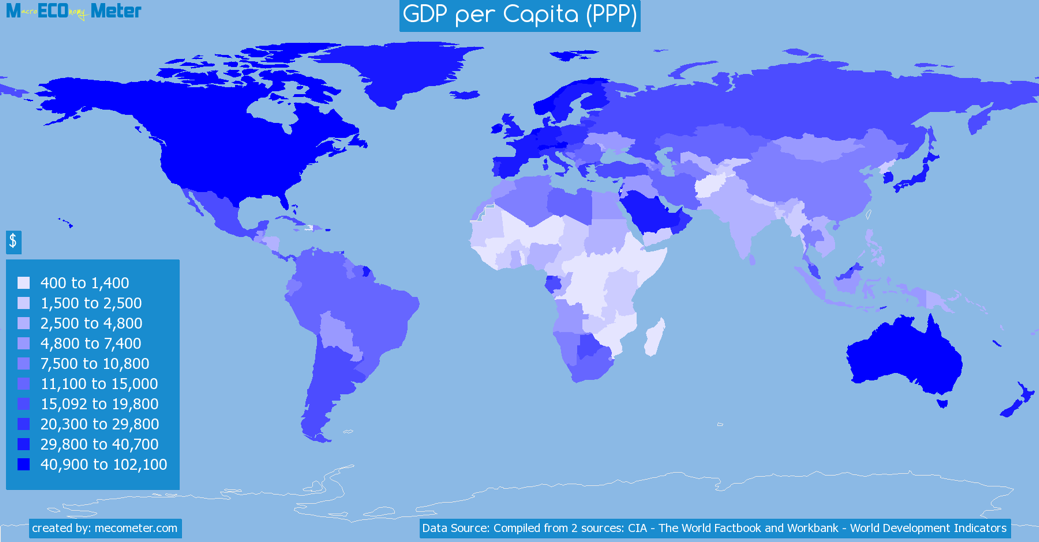 MacroECOnomy Meter
GDP per Capita (PPP)
$
400 to 1,400
1,500 to 2,500
2,500 to 4,800
4,800 to 7,400
7,500 to 10,800
11,100 to 15,000
15,092 to 19,800
20,300 to 29,800
29,800 to 40,700
40,900 to 102,100
created by: mecometer.com
Data Source: Compiled from 2 sources: CIA - The World Factbook and Workbank - World Development Indicators